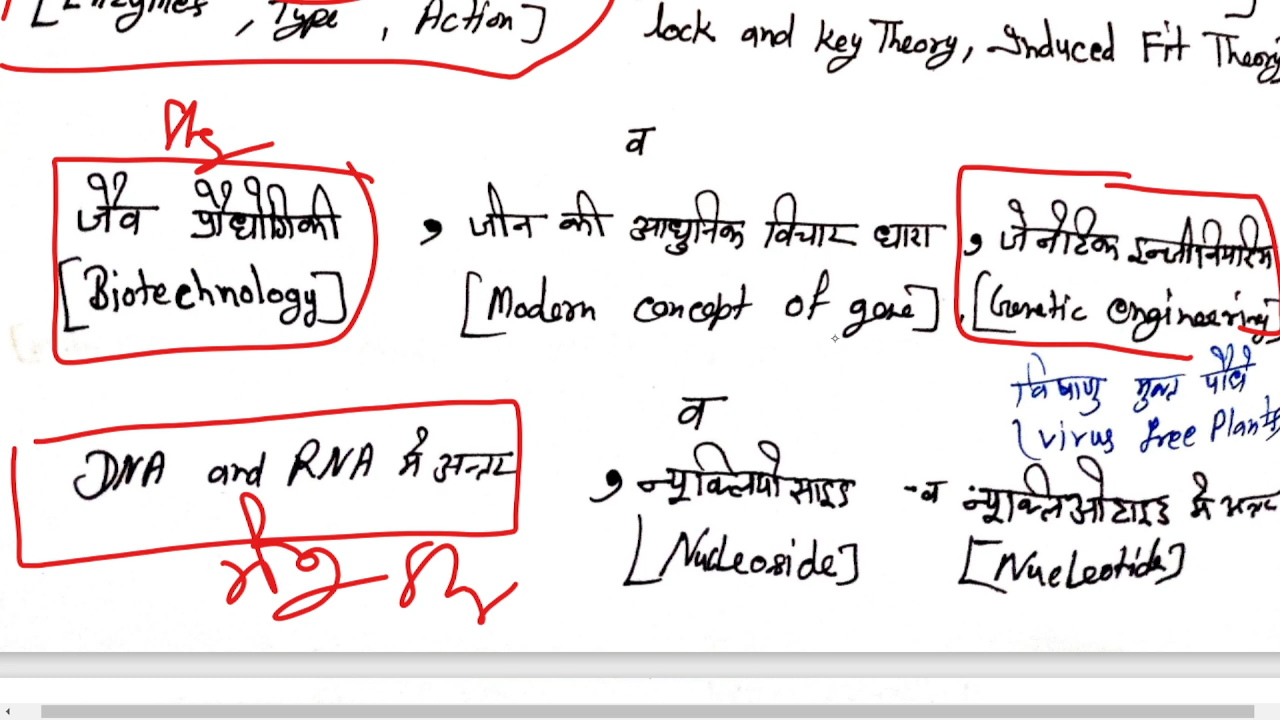 [Enzymes, Type, Action]
lock and key Theory, Induced Fit Theory
व
जैव प्रौद्योगिकी, जीन की आधुनिक विचार धारा, जेनेटिक इन्जीनियरिंग
[Biotechnology] [Modern concept of gene], [Genetic engineering]
विषाणु मुक्त पौधे
(virus free Plants
व
DNA and RNA में अन्तर, न्यूक्लियोसाइड - व न्यूक्लिओटाइड में अन्तर
[Nucleoside] [Nucleotide]